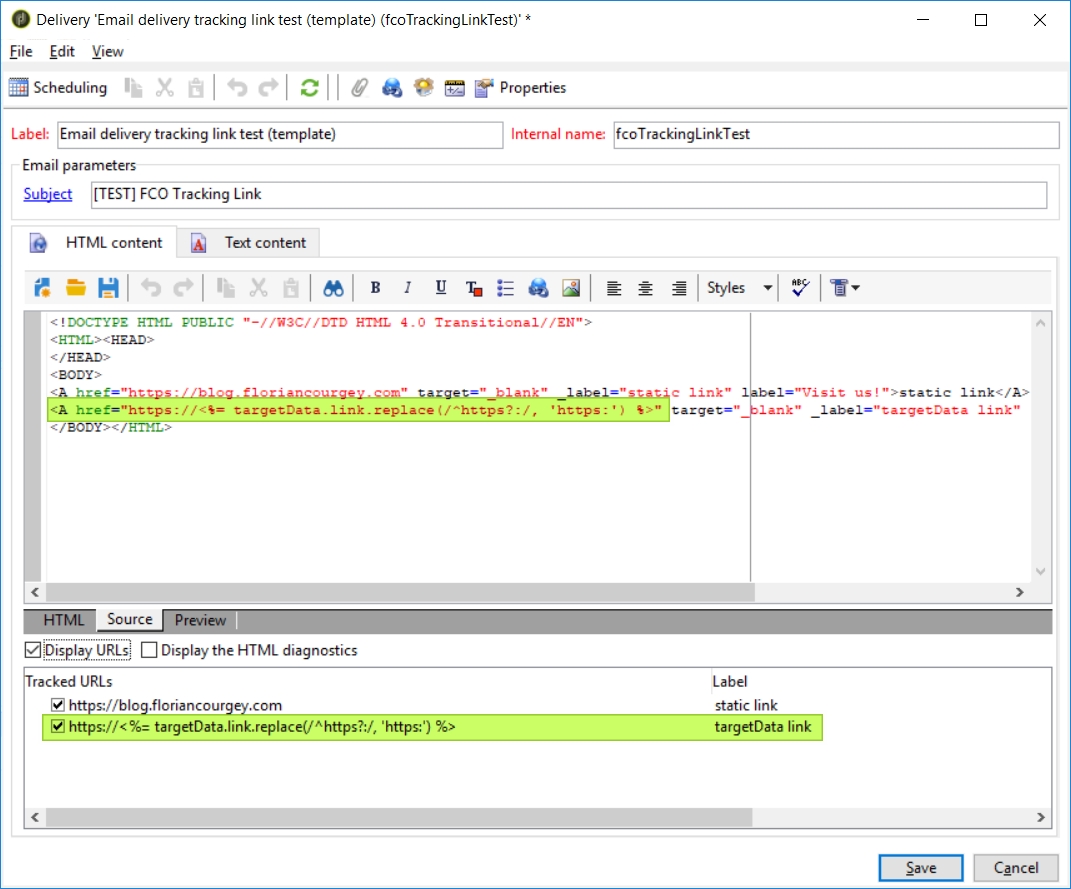 Delivery 'Email delivery tracking link test (template) (fcoTrackingLinkTest)' *
File Edit View
Scheduling Properties
Label: Email delivery tracking link test (template) Internal name: fcoTrackingLinkTest
Email parameters
Subject [TEST] FCO Tracking Link
HTML content Text content
B I U T Styles ABC
<!DOCTYPE HTML PUBLIC "-//W3C//DTD HTML 4.0 Transitional//EN">
<HTML><HEAD>
</HEAD>
<BODY>
<A href="https://blog.floriancourgey.com" target="_blank" _label="static link" label="Visit us!">static link</A>
<A href="https://<%= targetData.link.replace(/^https?:/, 'https:') %>" target="_blank" _label="targetData link"
</BODY></HTML>
HTML Source Preview
Display URLs Display the HTML diagnostics
Tracked URLs Label
https://blog.floriancourgey.com static link
https://<%= targetData.link.replace(/^https?:/, 'https:') %> targetData link
Save Cancel